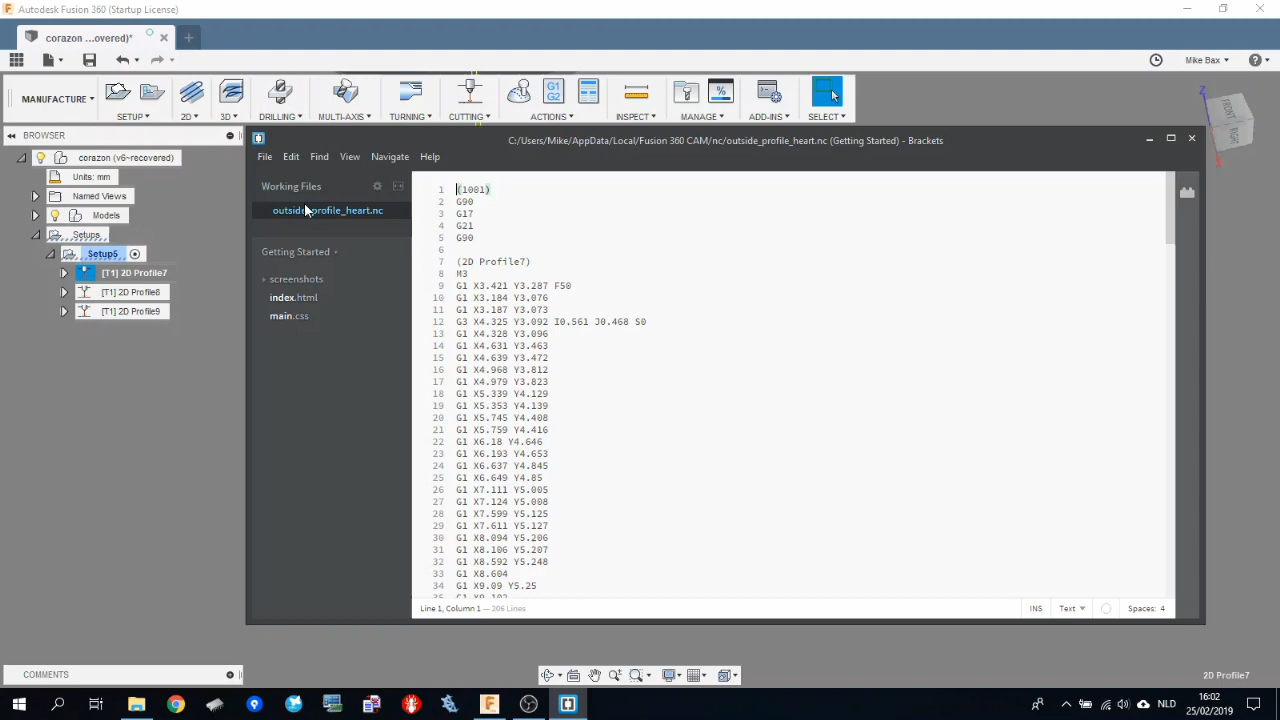 Autodesk Fusion 360 (Startup License)
corazon ...overed)*
Mike Bax
MANUFACTURE
SETUP
2D
3D
DRILLING
MULTI-AXIS
TURNING
CUTTING
G1
G2
ACTIONS
INSPECT
%
MANAGE
ADD-INS
SELECT
Z
FRONT
RIGHT
BROWSER
corazon (v6~recovered)
Units: mm
Named Views
Models
Setups
Setup5
[T1] 2D Profile7
[T1] 2D Profile8
[T1] 2D Profile9
C:/Users/Mike/AppData/Local/Fusion 360 CAM/nc/outside_profile_heart.nc (Getting Started) - Brackets
File Edit Find View Navigate Help
Working Files
outside_profile_heart.nc
Getting Started
screenshots
index.html
main.css
1 (1001)
2 G90
3 G17
4 G21
5 G90
6
7 (2D Profile7)
8 M3
9 G1 X3.421 Y3.287 F50
10 G1 X3.184 Y3.076
11 G1 X3.187 Y3.073
12 G3 X4.325 Y3.092 I0.561 J0.468 S0
13 G1 X4.328 Y3.096
14 G1 X4.631 Y3.463
15 G1 X4.639 Y3.472
16 G1 X4.968 Y3.812
17 G1 X4.979 Y3.823
18 G1 X5.339 Y4.129
19 G1 X5.353 Y4.139
20 G1 X5.745 Y4.408
21 G1 X5.759 Y4.416
22 G1 X6.18 Y4.646
23 G1 X6.193 Y4.653
24 G1 X6.637 Y4.845
25 G1 X6.649 Y4.85
26 G1 X7.111 Y5.005
27 G1 X7.124 Y5.008
28 G1 X7.599 Y5.125
29 G1 X7.611 Y5.127
30 G1 X8.094 Y5.206
31 G1 X8.106 Y5.207
32 G1 X8.592 Y5.248
33 G1 X8.604
34 G1 X9.09 Y5.25
35 G1 X9.102
Line 1, Column 1 — 206 Lines
INS
Text
Spaces: 4
COMMENTS
2D Profile7
NLD
16:02
25/02/2019